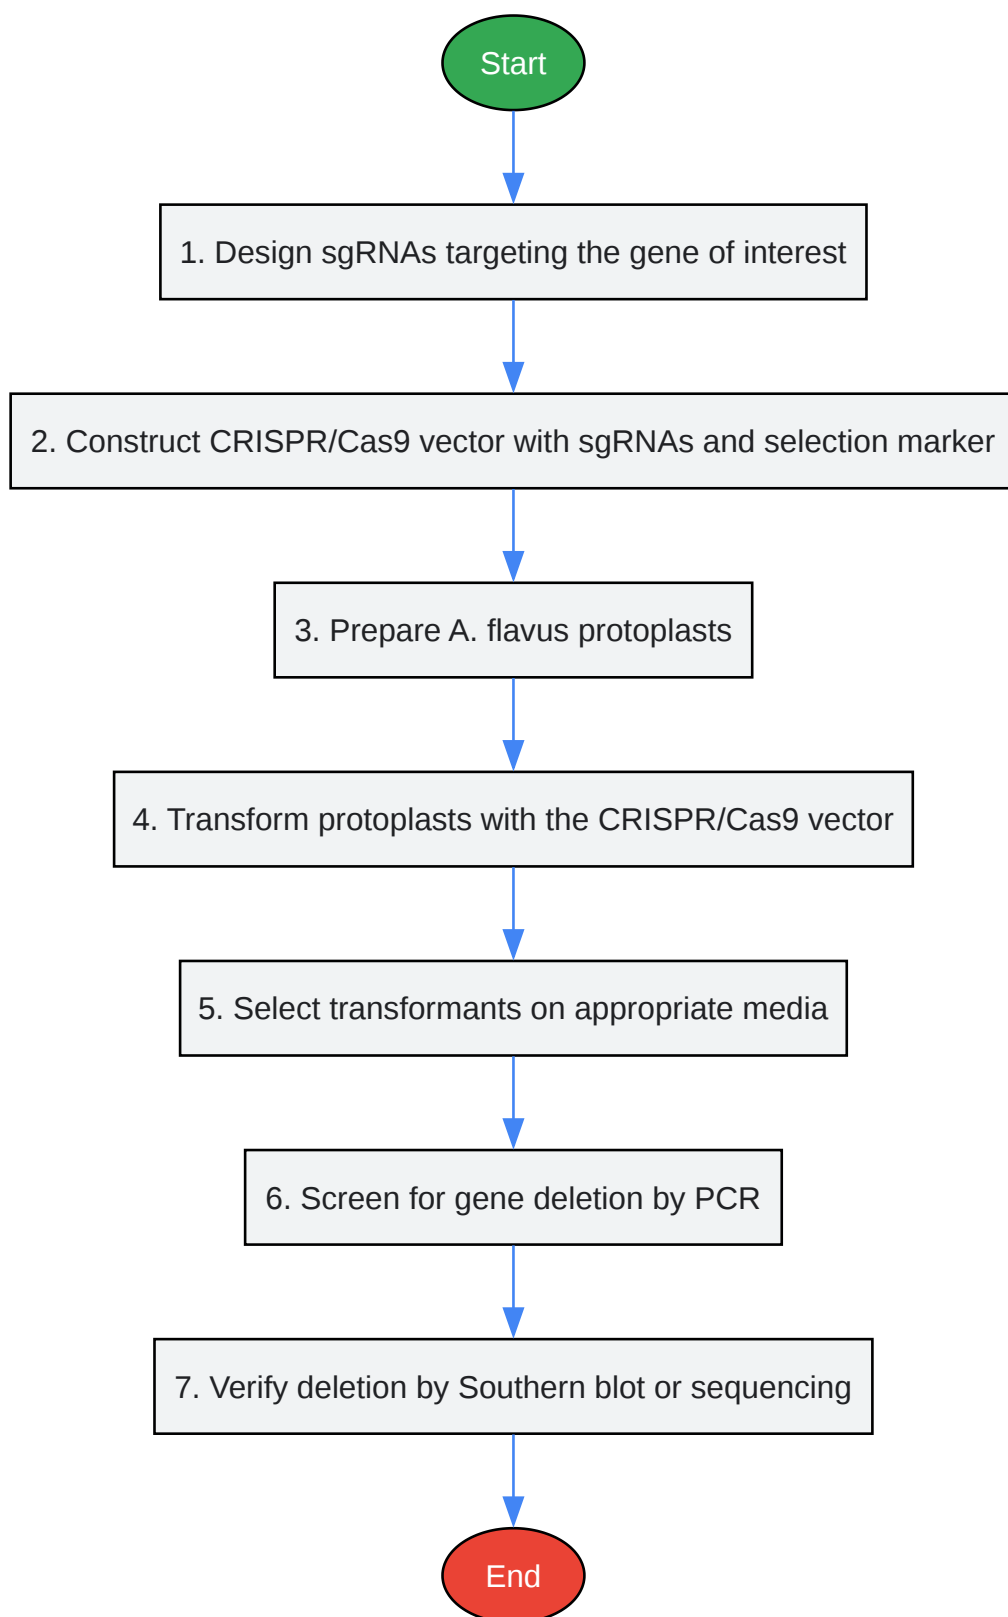 Start
1. Design sgRNAs targeting the gene of interest
2. Construct CRISPR/Cas9 vector with sgRNAs and selection marker
3. Prepare A. flavus protoplasts
4. Transform protoplasts with the CRISPR/Cas9 vector
5. Select transformants on appropriate media
6. Screen for gene deletion by PCR
7. Verify deletion by Southern blot or sequencing
End